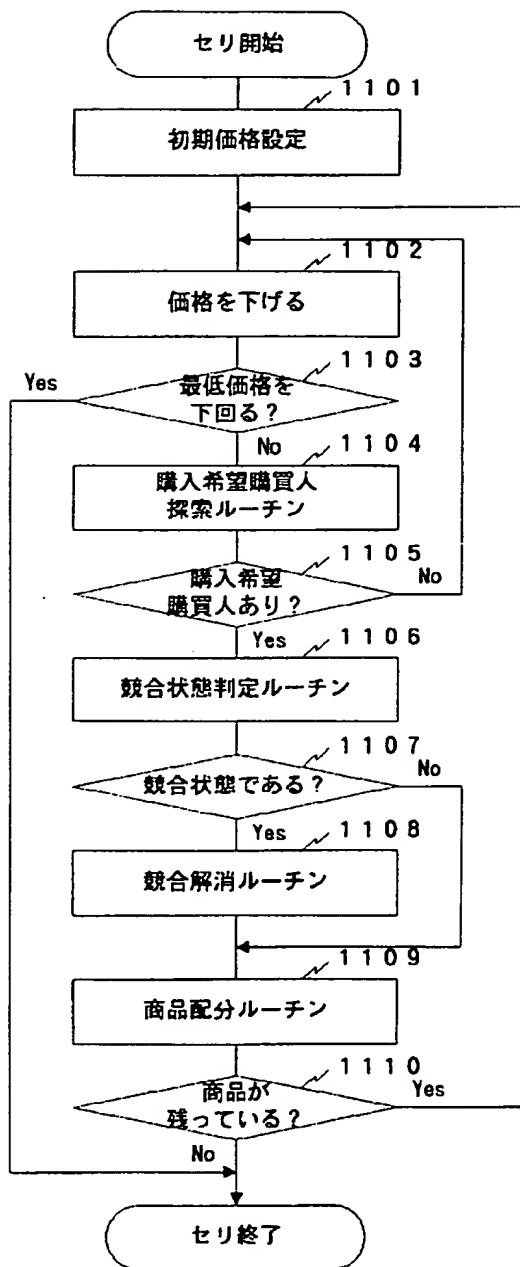 セリ開始
1101
初期価格設定
1102
価格を下げる
1103
Yes
最低価格を
下回る?
No
1104
購入希望購買人
探索ルーチン
1105
購入希望
購買人あり?
No
Yes
1106
競合状態判定ルーチン
1107
競合状態である?
No
Yes
1108
競合解消ルーチン
1109
商品配分ルーチン
1110
商品が
残っている?
Yes
No
セリ終了